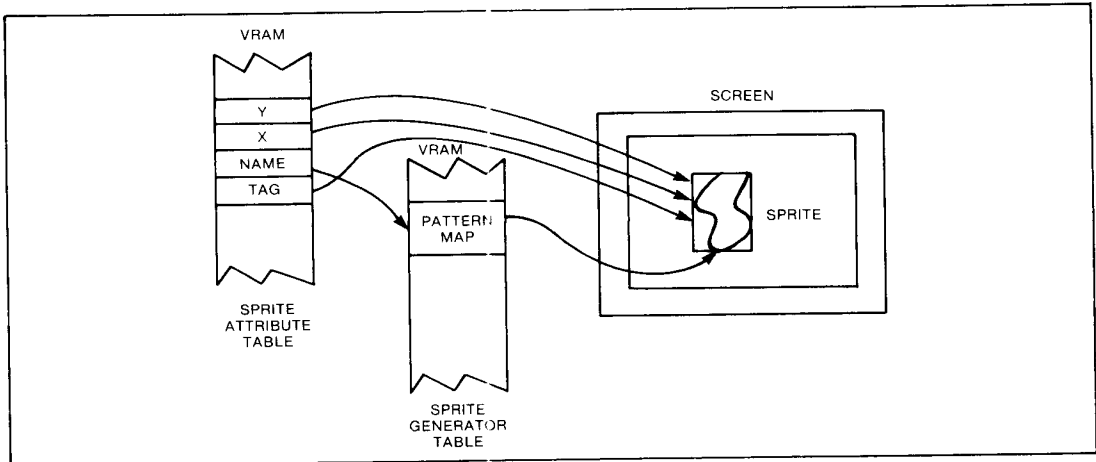 VRAM
Y
X
NAME
TAG
SPRITE
ATTRIBUTE
TABLE
VRAM
PATTERN
MAP
SPRITE
GENERATOR
TABLE
SCREEN
SPRITE